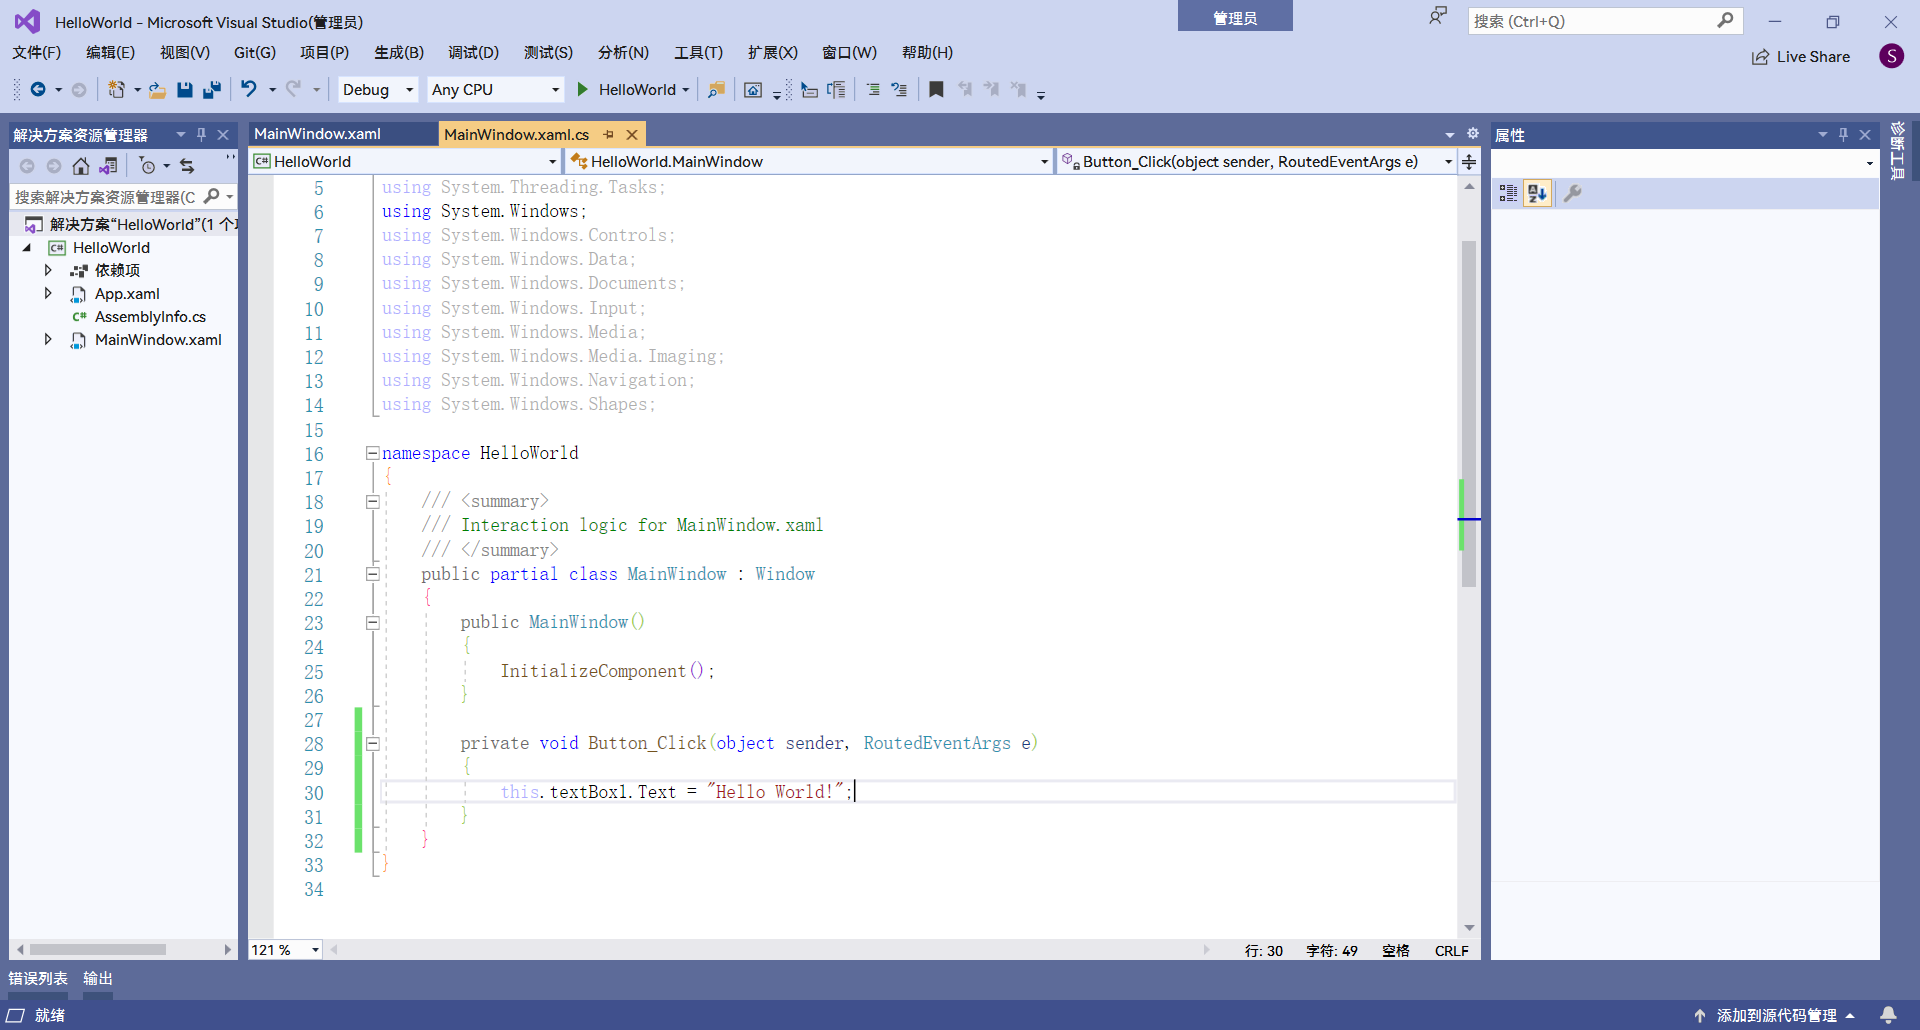 HelloWorld - Microsoft Visual Studio(管理员)
管理员
搜索 (Ctrl+Q)
文件(F) 编辑(E) 视图(V) Git(G) 项目(P) 生成(B) 调试(D) 测试(S) 分析(N) 工具(T) 扩展(X) 窗口(W) 帮助(H)
Live Share
S
Debug Any CPU HelloWorld
解决方案资源管理器
搜索解决方案资源管理器(C
解决方案“HelloWorld”(1 个
C# HelloWorld
依赖项
App.xaml
C# AssemblyInfo.cs
MainWindow.xaml
MainWindow.xaml MainWindow.xaml.cs
C# HelloWorld HelloWorld.MainWindow Button_Click(object sender, RoutedEventArgs e)
5 using System.Threading.Tasks;
6 using System.Windows;
7 using System.Windows.Controls;
8 using System.Windows.Data;
9 using System.Windows.Documents;
10 using System.Windows.Input;
11 using System.Windows.Media;
12 using System.Windows.Media.Imaging;
13 using System.Windows.Navigation;
14 using System.Windows.Shapes;
15
16 namespace HelloWorld
17 {
18 /// <summary>
19 /// Interaction logic for MainWindow.xaml
20 /// </summary>
21 public partial class MainWindow : Window
22 {
23 public MainWindow()
24 {
25 InitializeComponent();
26 }
27
28 private void Button_Click(object sender, RoutedEventArgs e)
29 {
30 this.textBox1.Text = "Hello World!";
31 }
32 }
33 }
34
121 % 行: 30 字符: 49 空格 CRLF
属性
诊断工具
错误列表 输出
就绪
添加到源代码管理